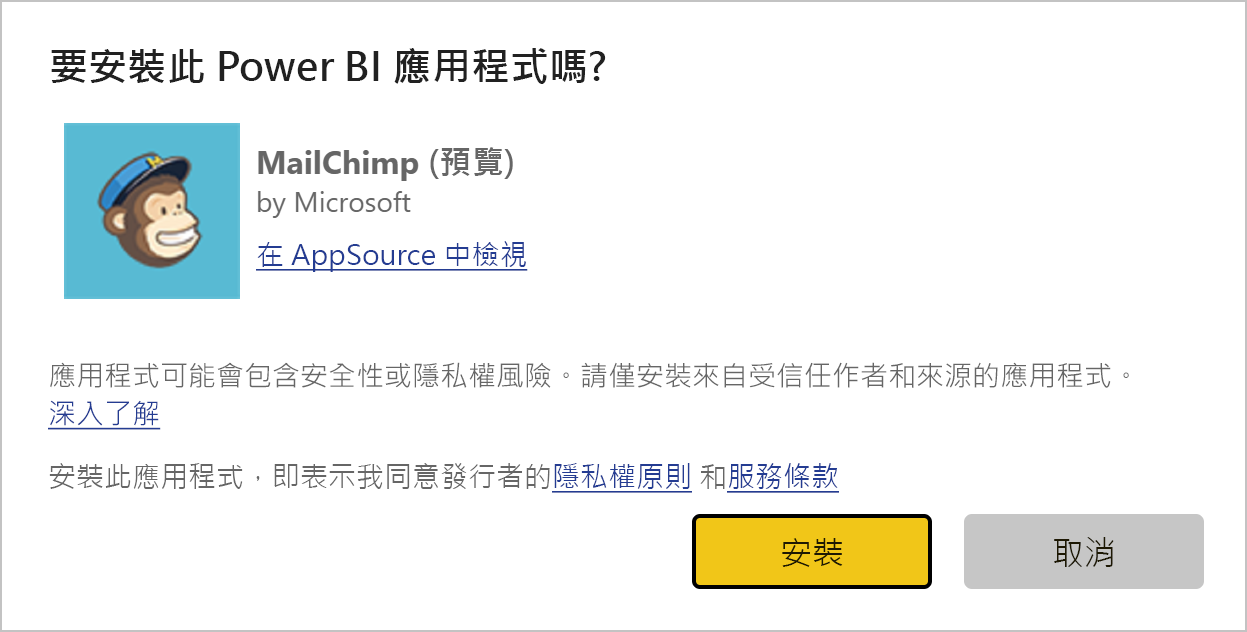 要安裝此 Power BI 應用程式嗎?
MailChimp (預覽)
by Microsoft
在 AppSource 中檢視
應用程式可能會包含安全性或隱私權風險。請僅安裝來自受信任作者和來源的應用程式。
深入了解
安裝此應用程式，即表示我同意發行者的隱私權原則 和服務條款
安裝
取消